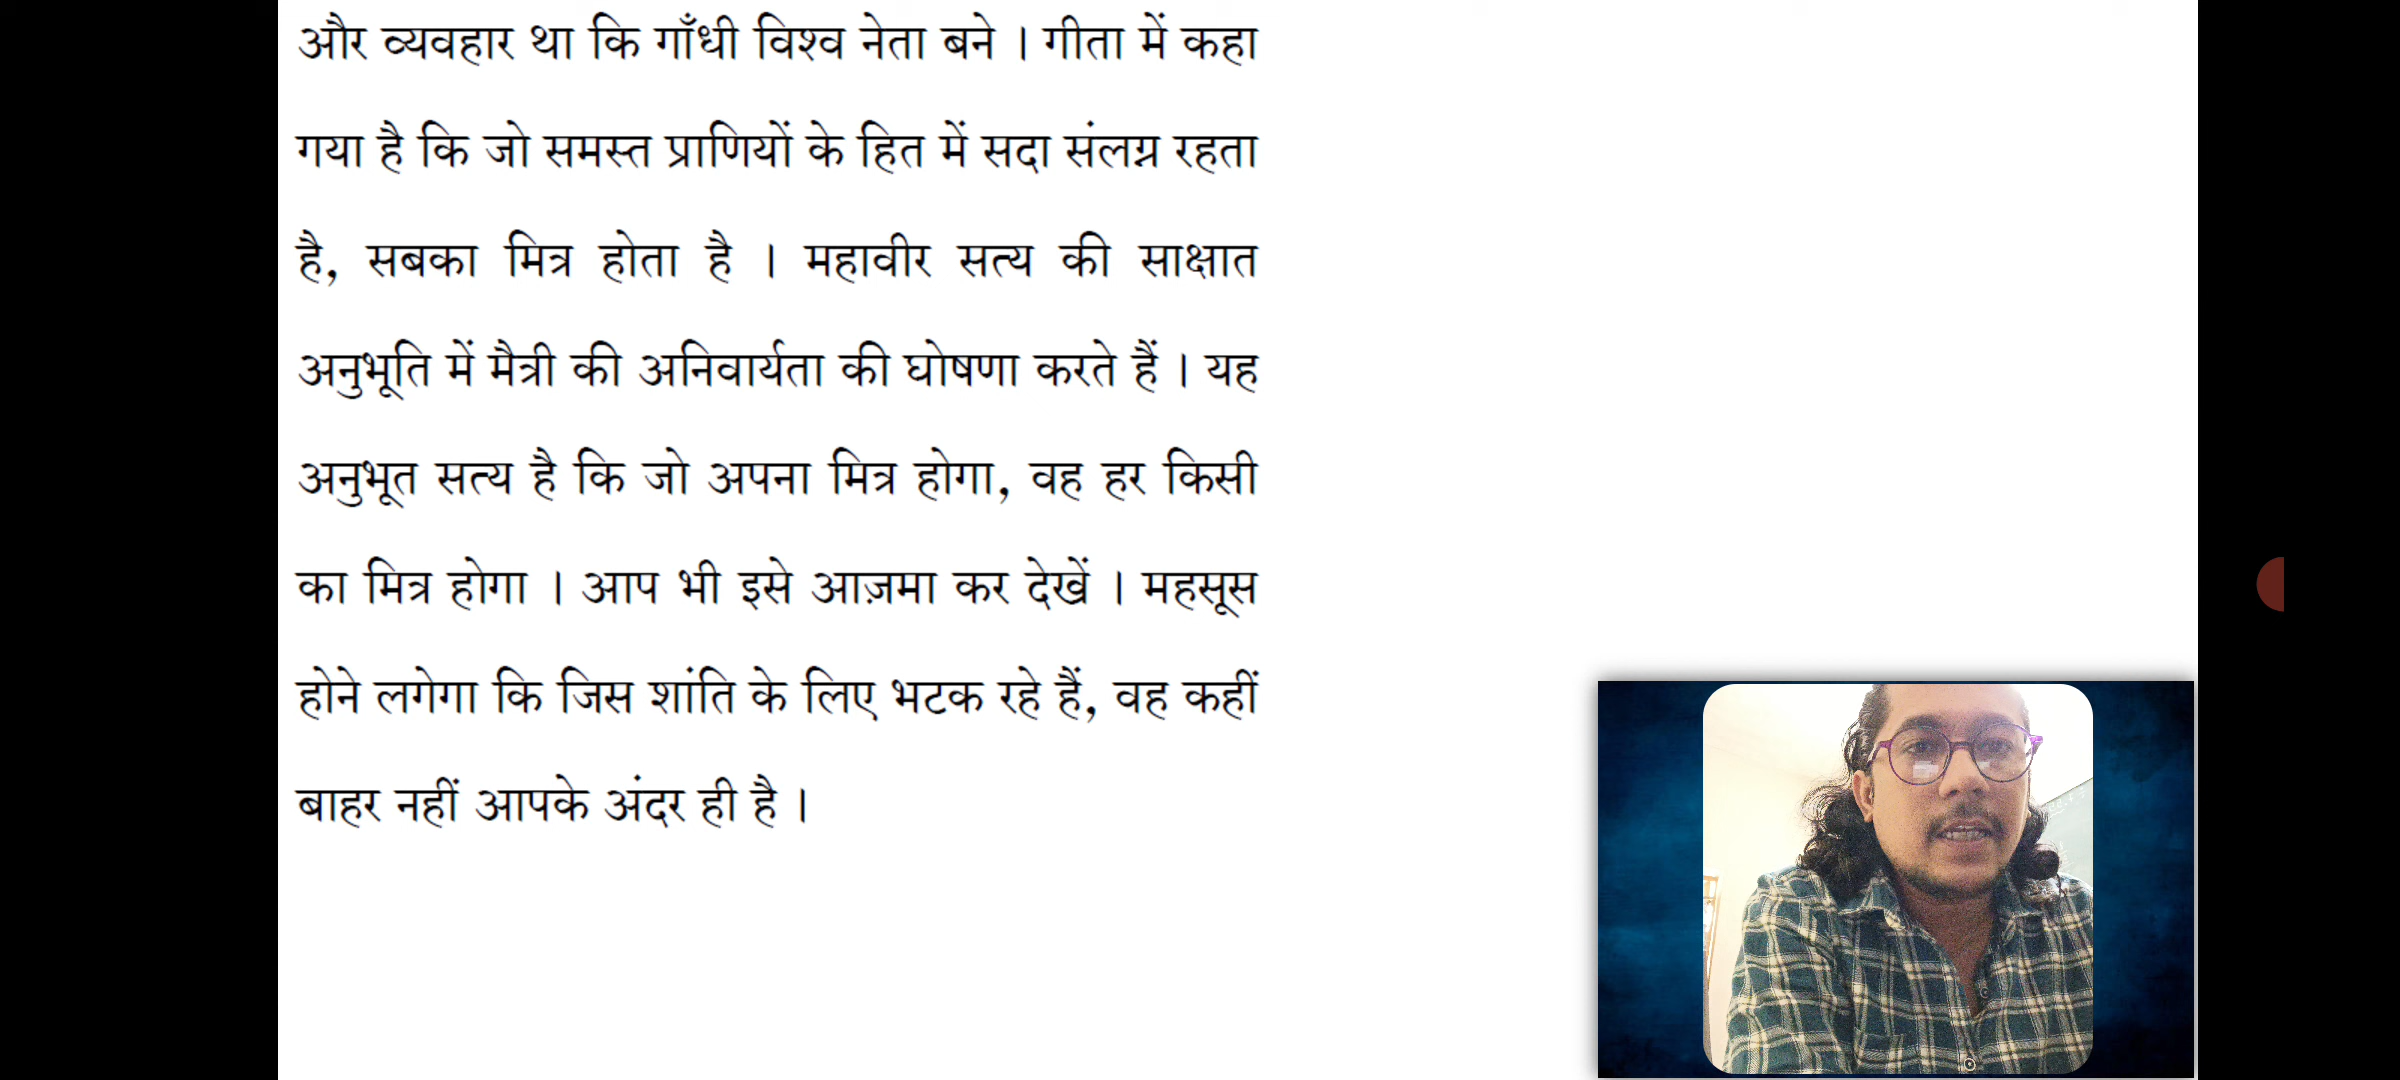 और व्यवहार था कि गाँधी विश्व नेता बने । गीता में कहा
गया है कि जो समस्त प्राणियों के हित में सदा संलग्न रहता
है, सबका मित्र होता है । महावीर सत्य की साक्षात
अनुभूति में मैत्री की अनिवार्यता की घोषणा करते हैं । यह
अनुभूत सत्य है कि जो अपना मित्र होगा, वह हर किसी
का मित्र होगा । आप भी इसे आज़मा कर देखें । महसूस
होने लगेगा कि जिस शांति के लिए भटक रहे हैं, वह कहीं
बाहर नहीं आपके अंदर ही है ।